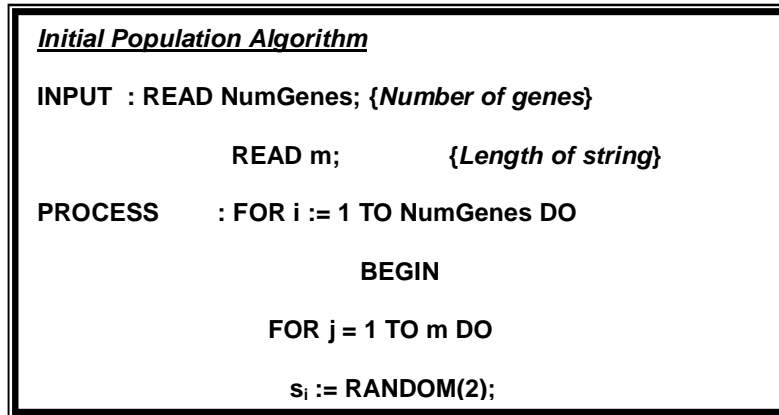 Initial Population Algorithm
INPUT : READ NumGenes; {Number of genes}
READ m; {Length of string}
PROCESS : FOR i := 1 TO NumGenes DO
BEGIN
FOR j = 1 TO m DO
sᵢ := RANDOM(2);